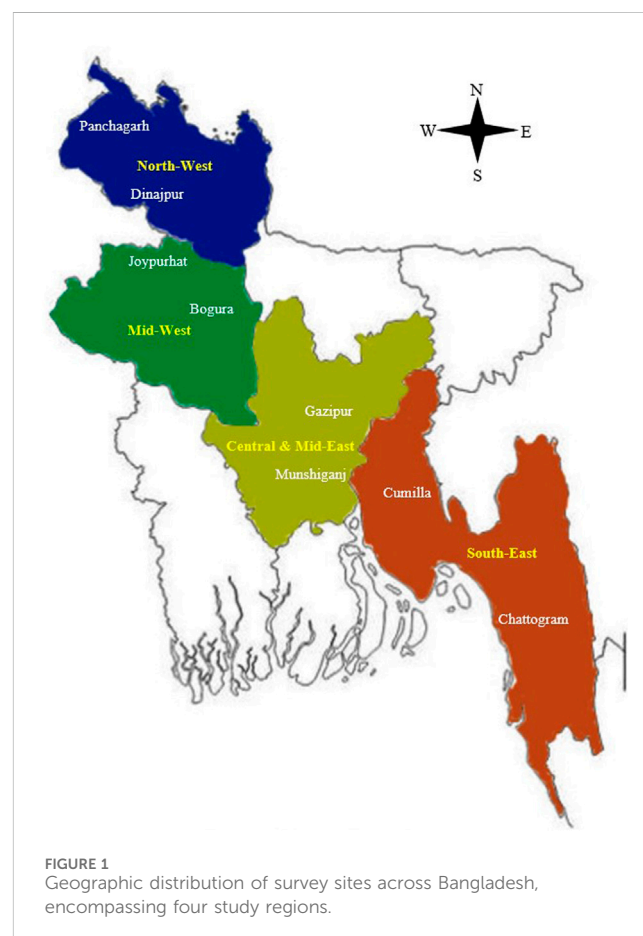 N
W E
S
Panchagarh
North-West
Dinajpur
Joypurhat
Bogura
Mid-West
Gazipur
Central & Mid-East
Munshiganj
Cumilla
South-East
Chattogram
FIGURE 1
Geographic distribution of survey sites across Bangladesh,
encompassing four study regions.